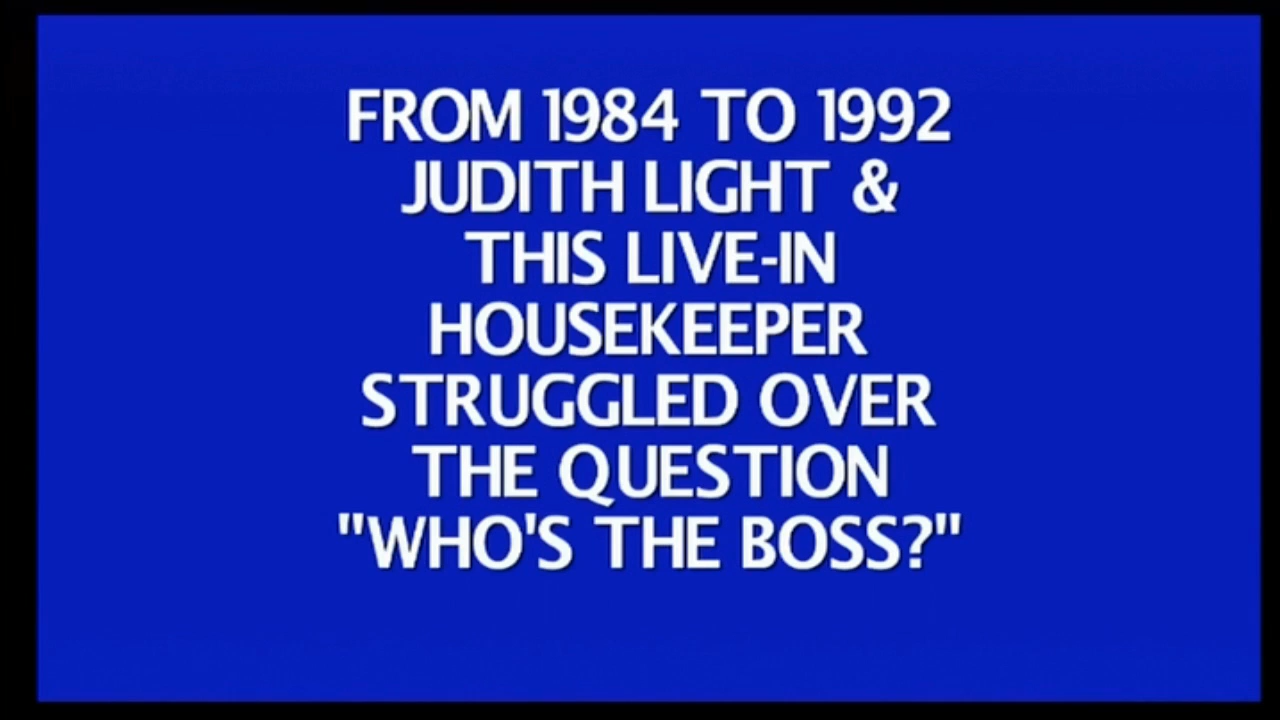 FROM 1984 TO 1992
JUDITH LIGHT &
THIS LIVE-IN
HOUSEKEEPER
STRUGGLED OVER
THE QUESTION
"WHO'S THE BOSS?"